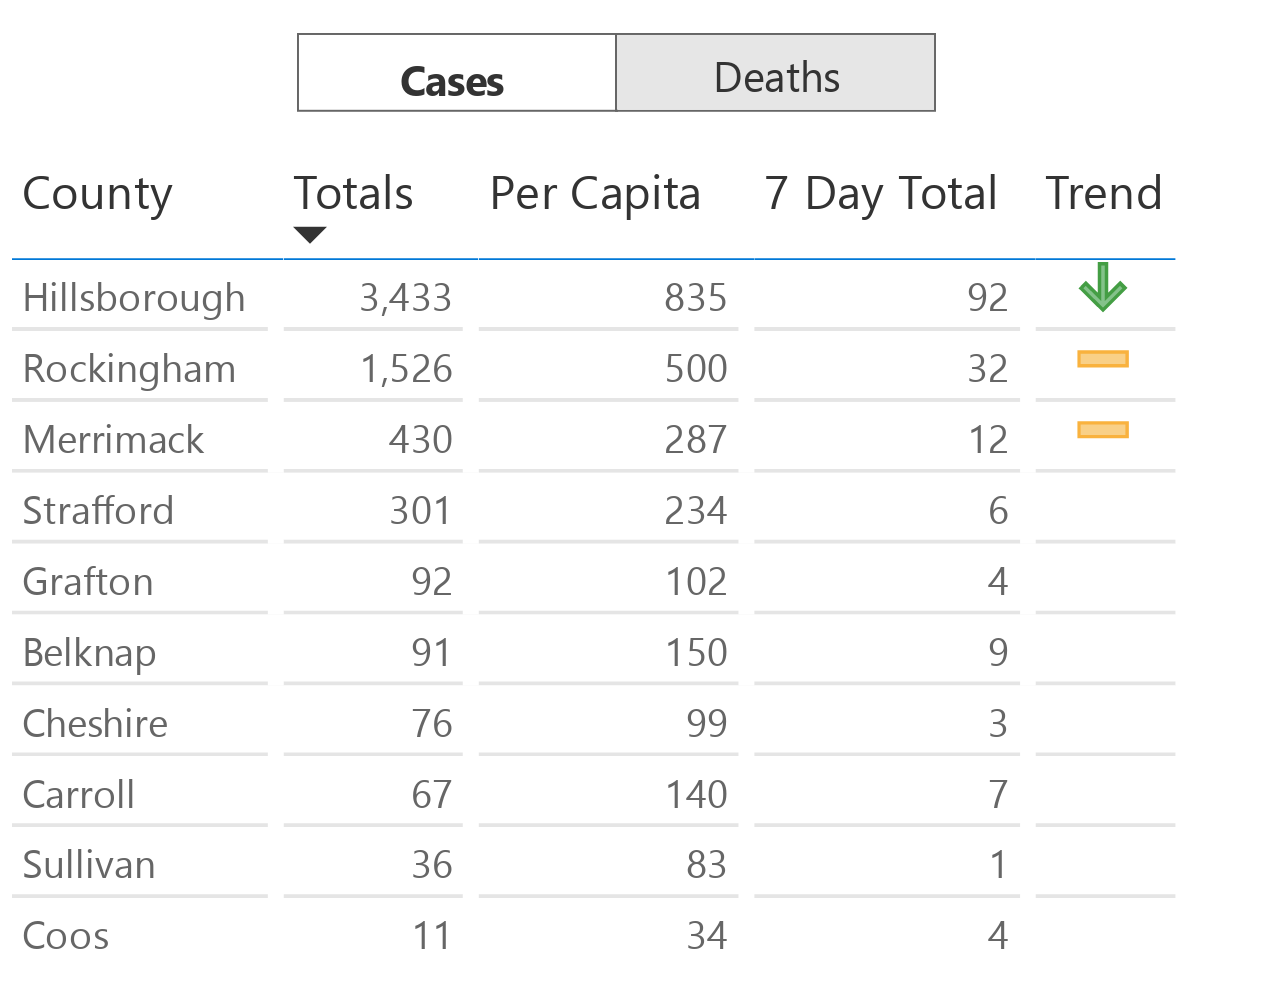 Cases Deaths
County Totals Per Capita 7 Day Total Trend
Hillsborough 3,433 835 92
Rockingham 1,526 500 32
Merrimack 430 287 12
Strafford 301 234 6
Grafton 92 102 4
Belknap 91 150 9
Cheshire 76 99 3
Carroll 67 140 7
Sullivan 36 83 1
Coos 11 34 4